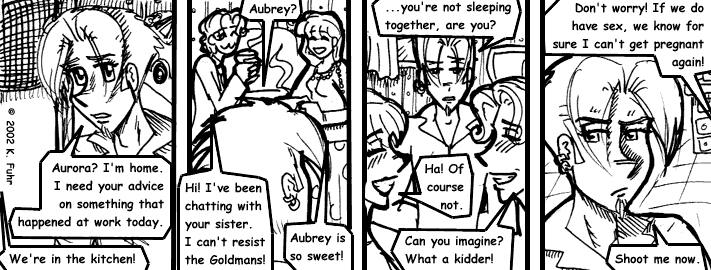 © 2002 K. Fuhr
Aurora? I'm home.
I need your advice
on something that
happened at work today.
We're in the kitchen!
Aubrey?
Hi! I've been
chatting with
your sister.
I can't resist
the Goldmans!
Aubrey is
so sweet!
...you're not sleeping
together, are you?
Ha! Of
course
not.
Can you imagine?
What a kidder!
Don't worry! If we do
have sex, we know for
sure I can't get pregnant
again!
Shoot me now.